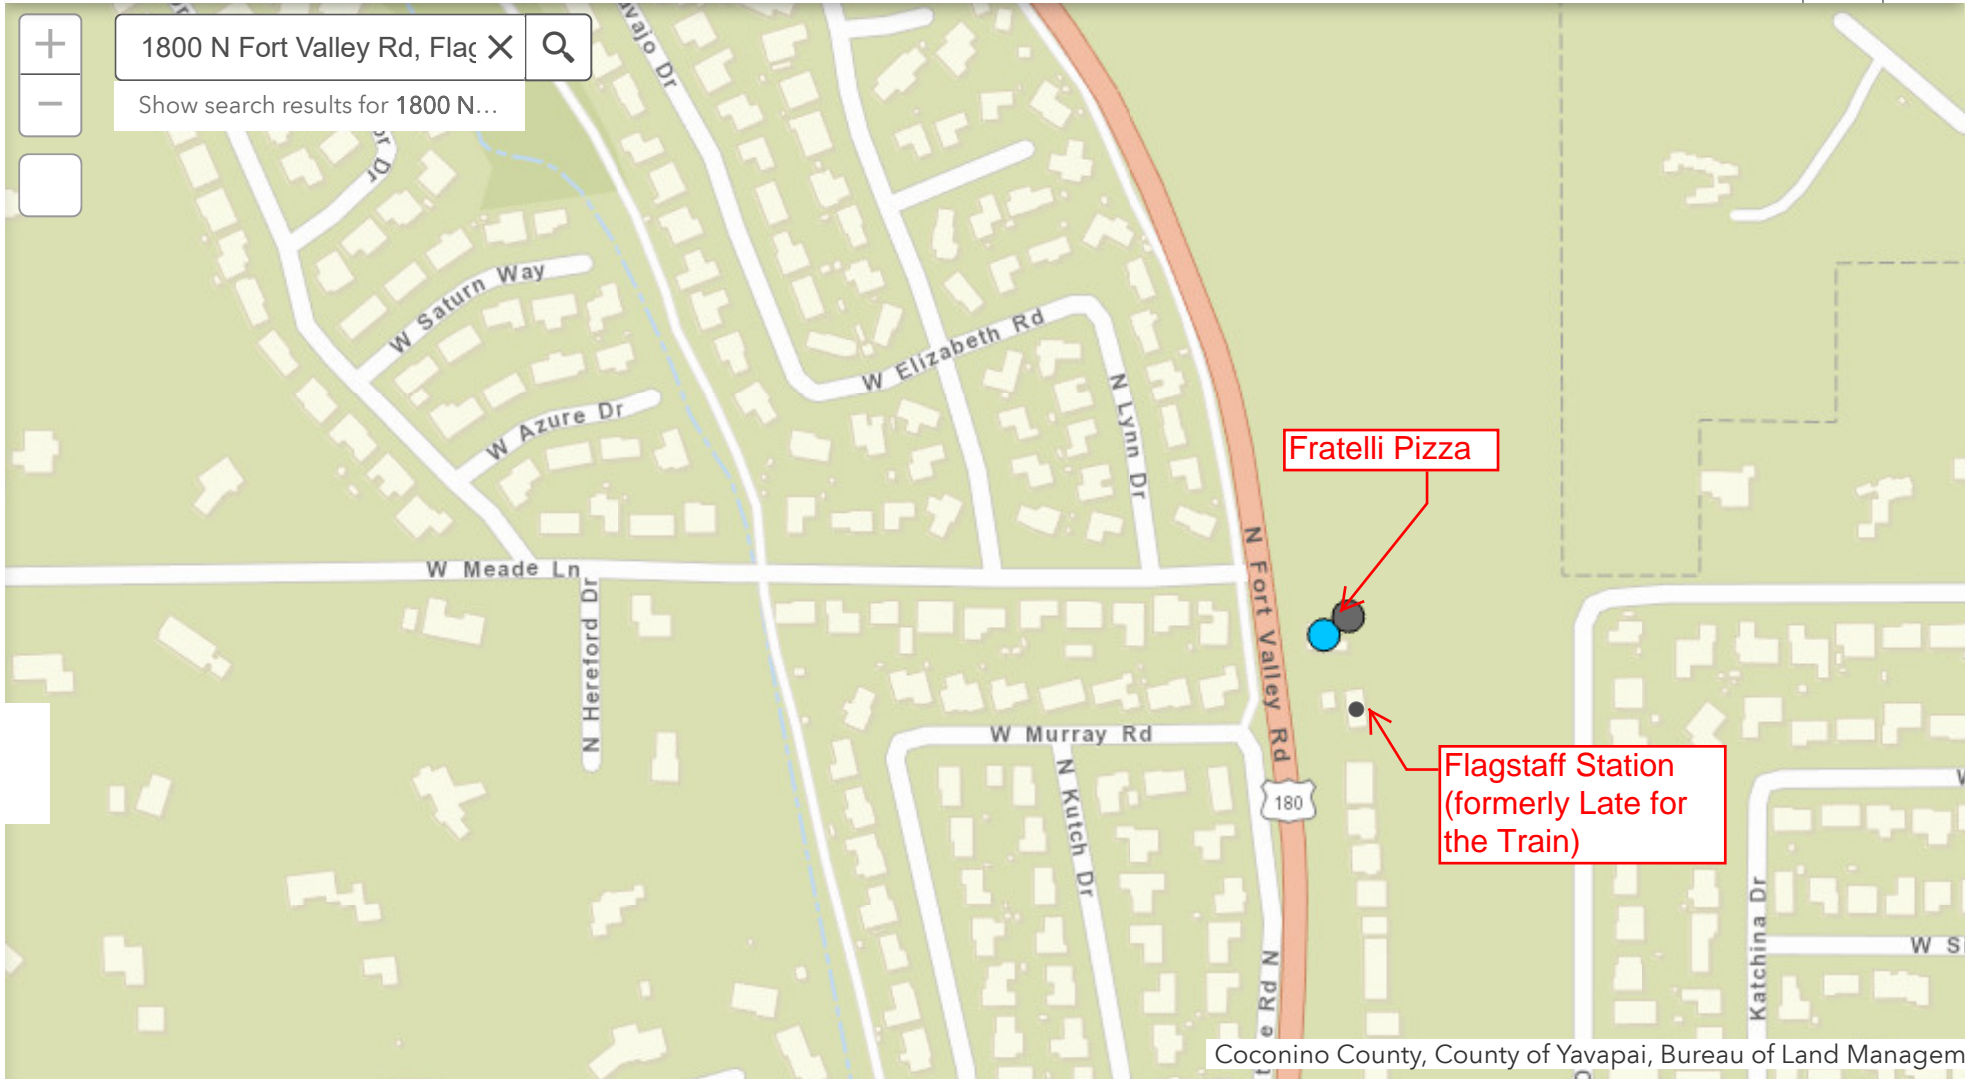 1800 N Fort Valley Rd, Flag
Show search results for 1800 N...
W Saturn Way
W Azure Dr
W Elizabeth Rd
N Lynn Dr
Fratelli Pizza
W Meade Ln
N Hereford Dr
N Fort Valley Rd
W Murray Rd
N Kutch Dr
180
Flagstaff Station
(formerly Late for
the Train)
Katchina Dr
Rd N
Coconino County, County of Yavapai, Bureau of Land Managem